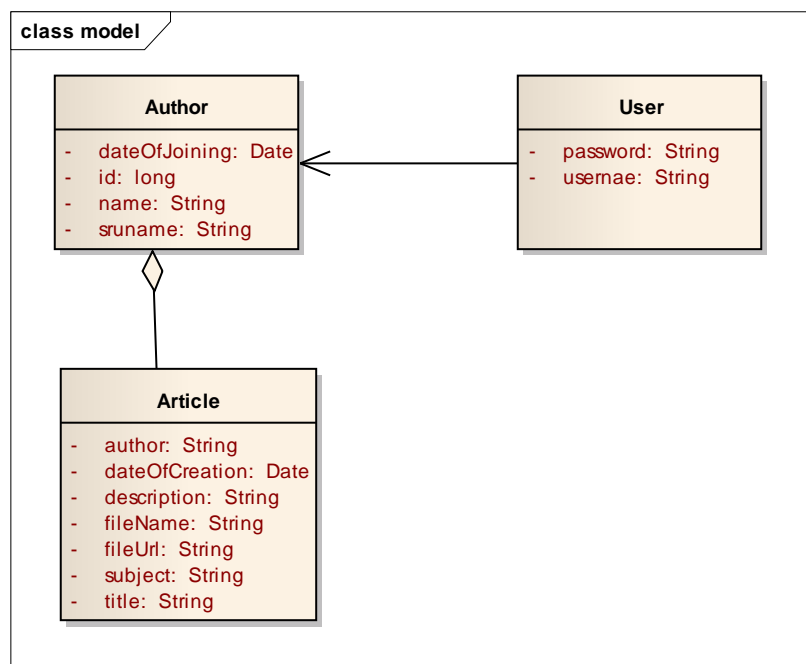 class model
Author
- dateOfJoining: Date
- id: long
- name: String
- sruname: String
User
- password: String
- usernae: String
Article
- author: String
- dateOfCreation: Date
- description: String
- fileName: String
- fileUrl: String
- subject: String
- title: String